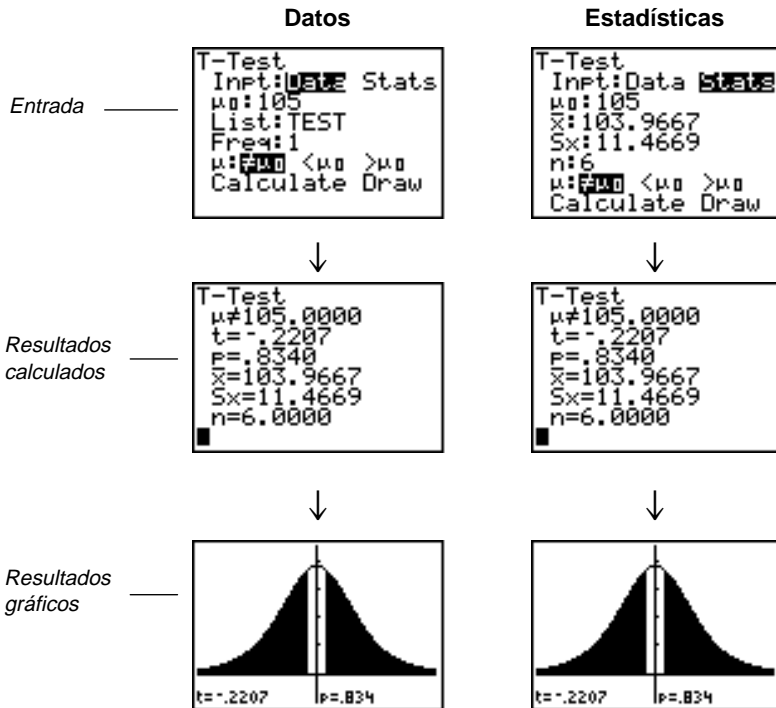 Datos
Estadísticas
Entrada
T-Test
Inpt:Data Stats
μ0:105
List:TEST
Freq:1
μ:≠μ0 <μ0 >μ0
Calculate Draw
T-Test
Inpt:Data Stats
μ0:105
x̄:103.9667
Sx:11.4669
n:6
μ:≠μ0 <μ0 >μ0
Calculate Draw
Resultados
calculados
T-Test
μ≠105.0000
t=-.2207
p=.8340
x̄=103.9667
Sx=11.4669
n=6.0000
T-Test
μ≠105.0000
t=-.2207
p=.8340
x̄=103.9667
Sx=11.4669
n=6.0000
Resultados
gráficos
t=-.2207 p=.834
t=-.2207 p=.834